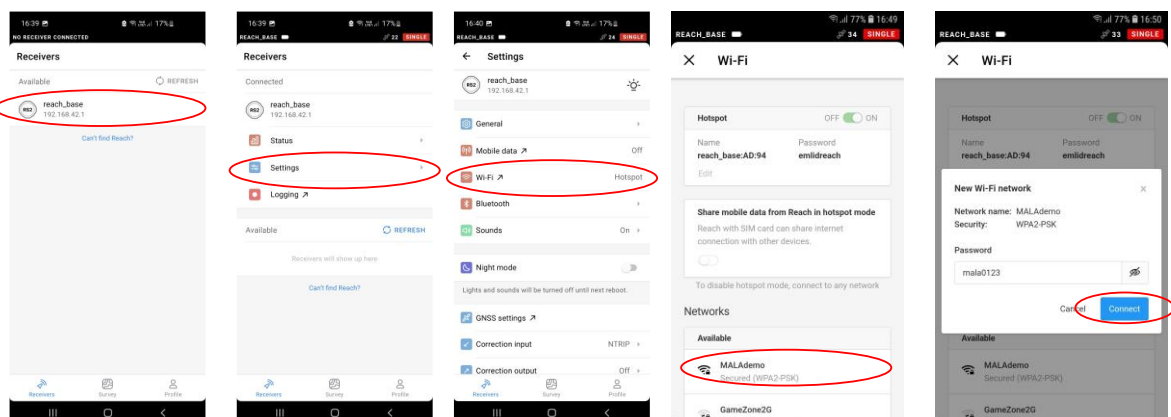 16:39 17%
NO RECEIVER CONNECTED
Receivers
Available REFRESH
RS2 reach_base
192.168.42.1
Can't find Reach?
Receivers Survey Profile
16:39 17%
REACH_BASE 22 SINGLE
Receivers
Connected
RS2 reach_base
192.168.42.1
Status
Settings
Logging
Available REFRESH
Receivers will show up here
Can't find Reach?
Receivers Survey Profile
16:40 17%
REACH_BASE 24 SINGLE
Settings
RS2 reach_base
192.168.42.1
General
Mobile data Off
Wi-Fi Hotspot
Bluetooth
Sounds On
Night mode
Lights and sounds will be turned off until next reboot.
GNSS settings
Correction input NTRIP
Correction output Off
Receivers Survey Profile
77% 16:49
REACH_BASE 34 SINGLE
Wi-Fi
Hotspot OFF ON
Name Password
reach_base:AD:94 emlidreach
Edit
Share mobile data from Reach in hotspot mode
Reach with SIM card can share internet
connection with other devices.
To disable hotspot mode, connect to any network
Networks
Available
MALAdemo
Secured (WPA2-PSK)
GameZone2G
77% 16:50
REACH_BASE 33 SINGLE
Wi-Fi
Hotspot OFF ON
Name Password
reach_base:AD:94 emlidreach
New Wi-Fi network x
Network name: MALAdemo
Security: WPA2-PSK
Password
mala0123
Cancel Connect
Available
MALAdemo
Secured (WPA2-PSK)
GameZone2G